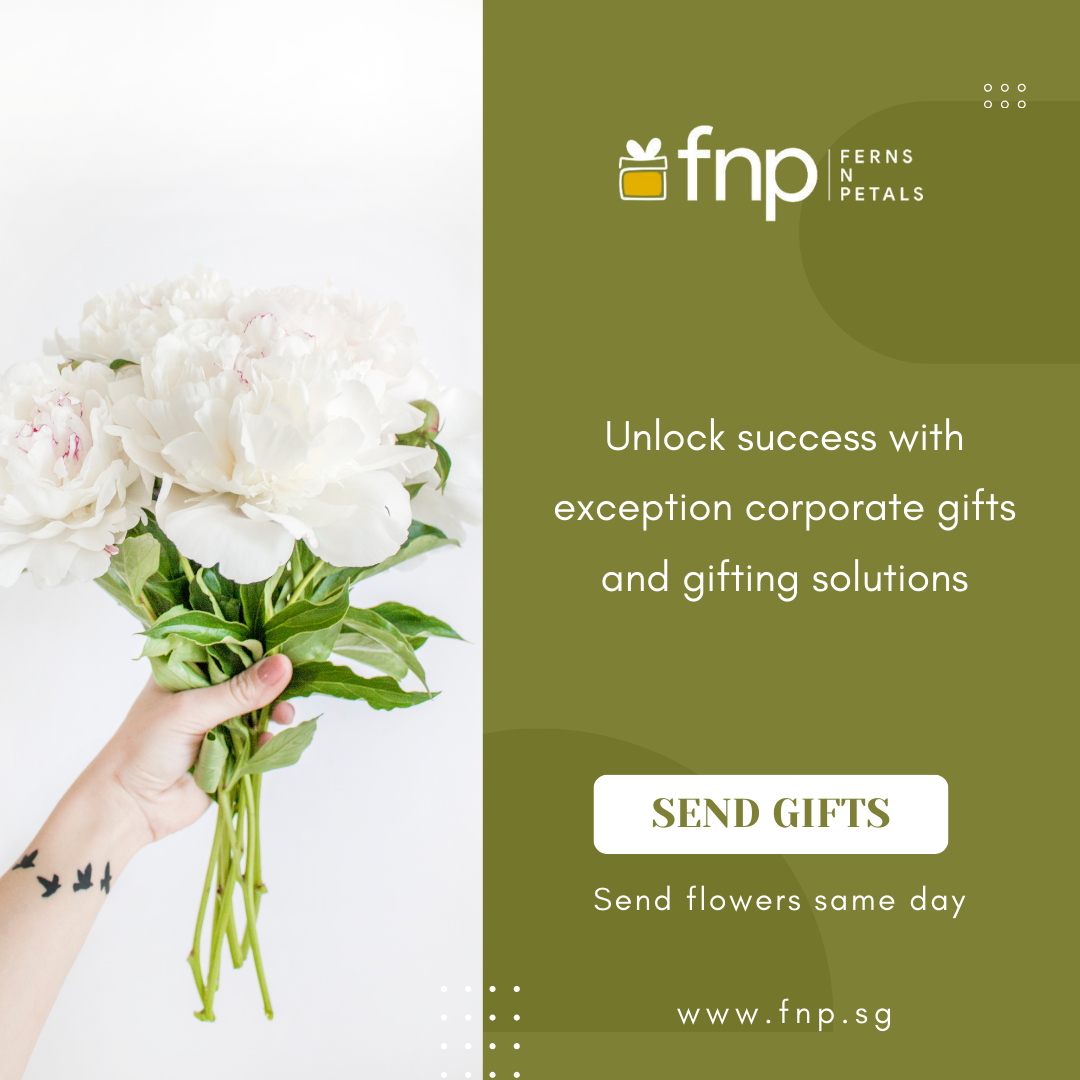 fnp
FERNS
N
PETALS
Unlock success with
exception corporate gifts
and gifting solutions
SEND GIFTS
Send flowers same day
www.fnp.sg